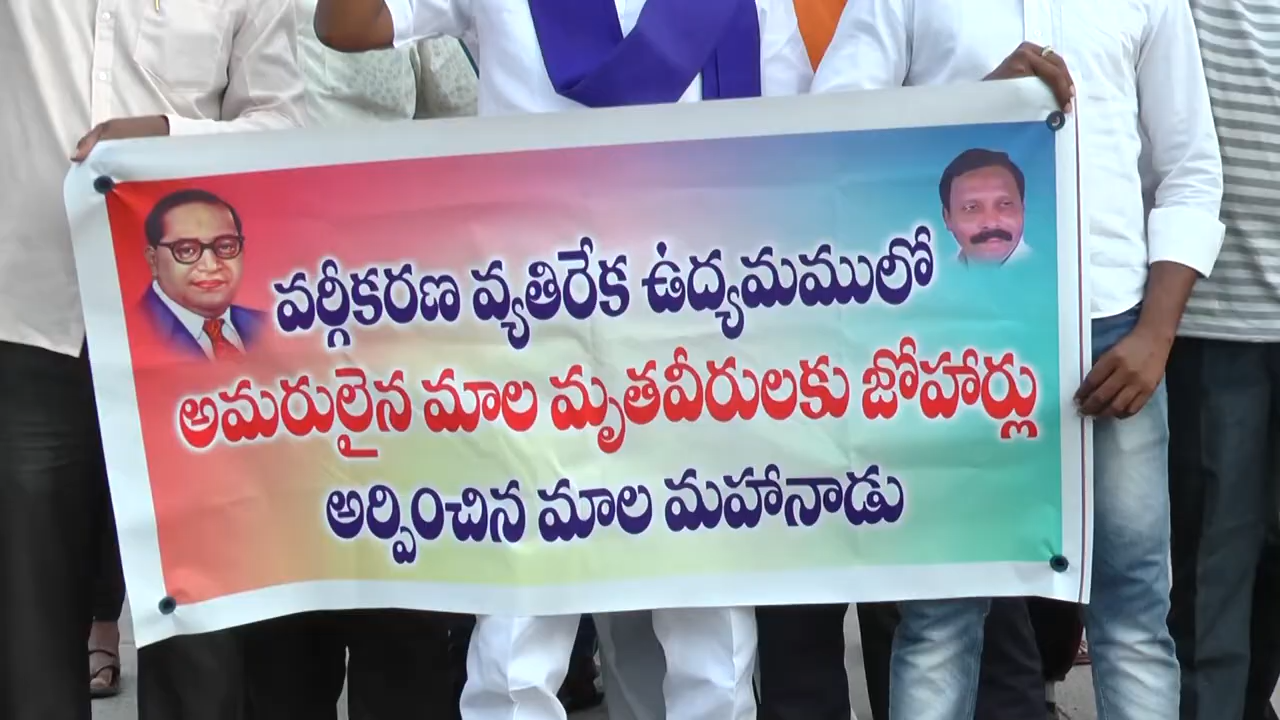 వర్గీకరణ వ్యతిరేక ఉద్యమములో
అమరులైన మాల మృతవీరులకు జోహార్లు
అర్పించిన మాల మహానాడు